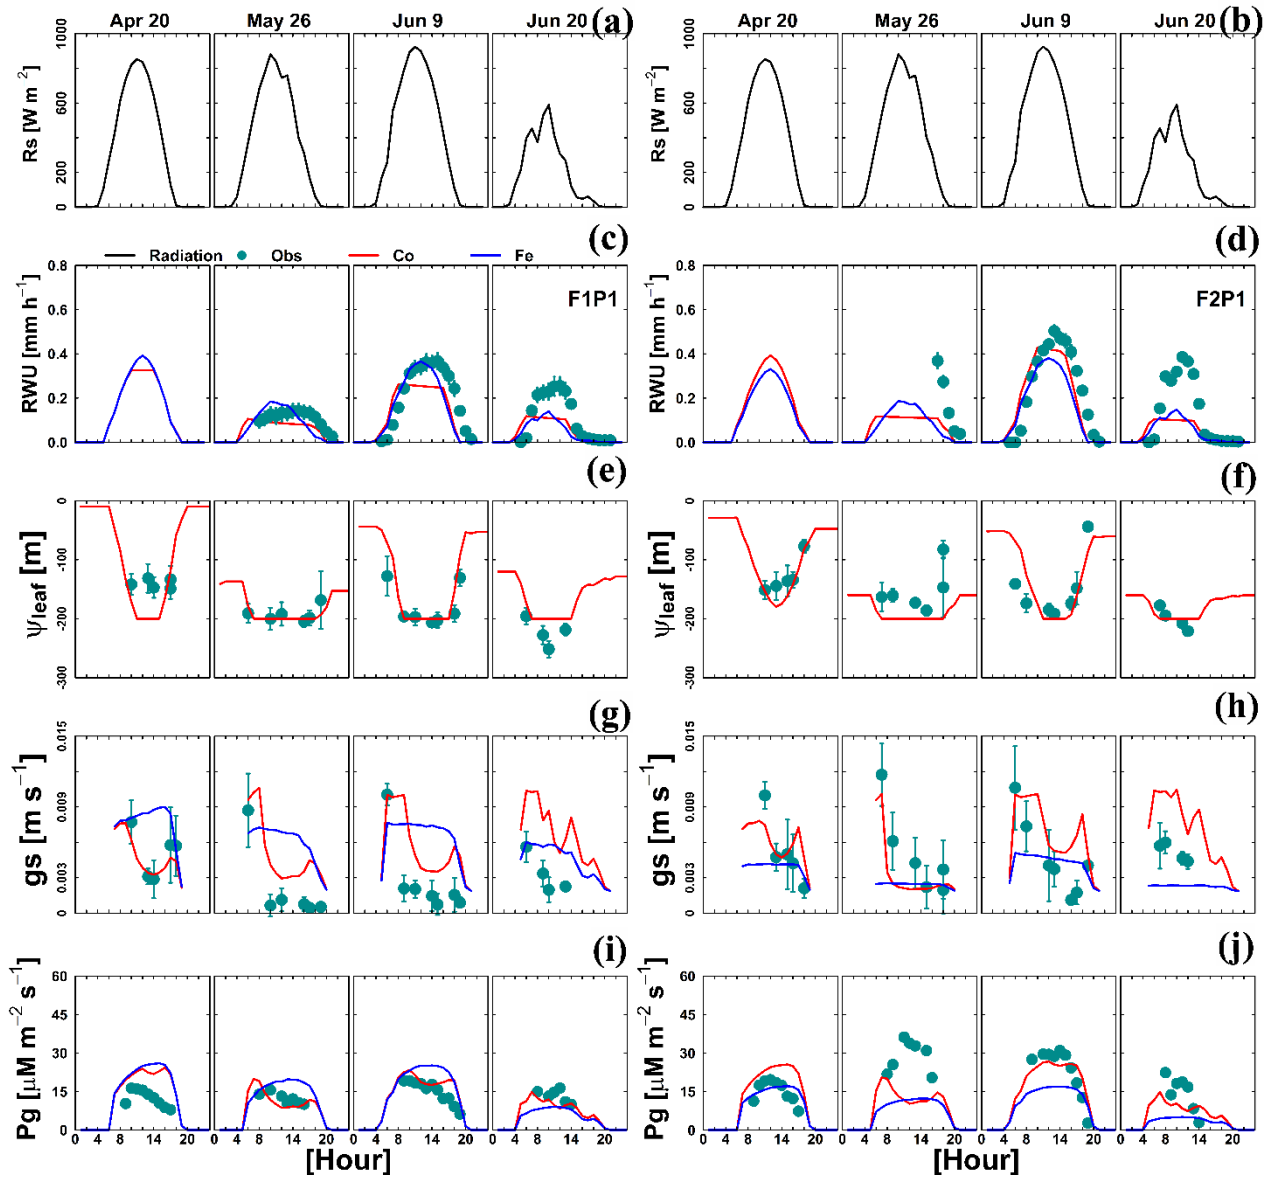 Apr 20 May 26 Jun 9 Jun 20 (a) Apr 20 May 26 Jun 9 Jun 20 (b)
Rs [W m⁻²] 0 200 600 1000
Rs [W m⁻²] 0 200 600 1000
Radiation Obs Co Fe (c) (d)
RWU [mm h⁻¹] 0.0 0.2 0.4 0.6 0.8 F1P1
RWU [mm h⁻¹] 0.0 0.2 0.4 0.6 0.8 F2P1
(e) (f)
Ψleaf [m] -300 -200 -100 0
Ψleaf [m] -300 -200 -100 0
(g) (h)
gs [m s⁻¹] 0 0.003 0.009 0.015
gs [m s⁻¹] 0 0.003 0.009 0.015
(i) (j)
Pg [μM m⁻² s⁻¹] 0 15 30 45 60
Pg [μM m⁻² s⁻¹] 0 15 30 45 60
0 4 8 14 20 0 4 8 14 20 0 4 8 14 20 0 4 8 14 20
0 4 8 14 20 0 4 8 14 20 0 4 8 14 20 0 4 8 14 20
[Hour] [Hour]